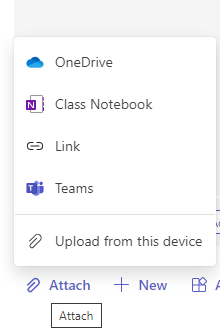 OneDrive
Class Notebook
Link
Teams
Upload from this device
Attach
New
Attach